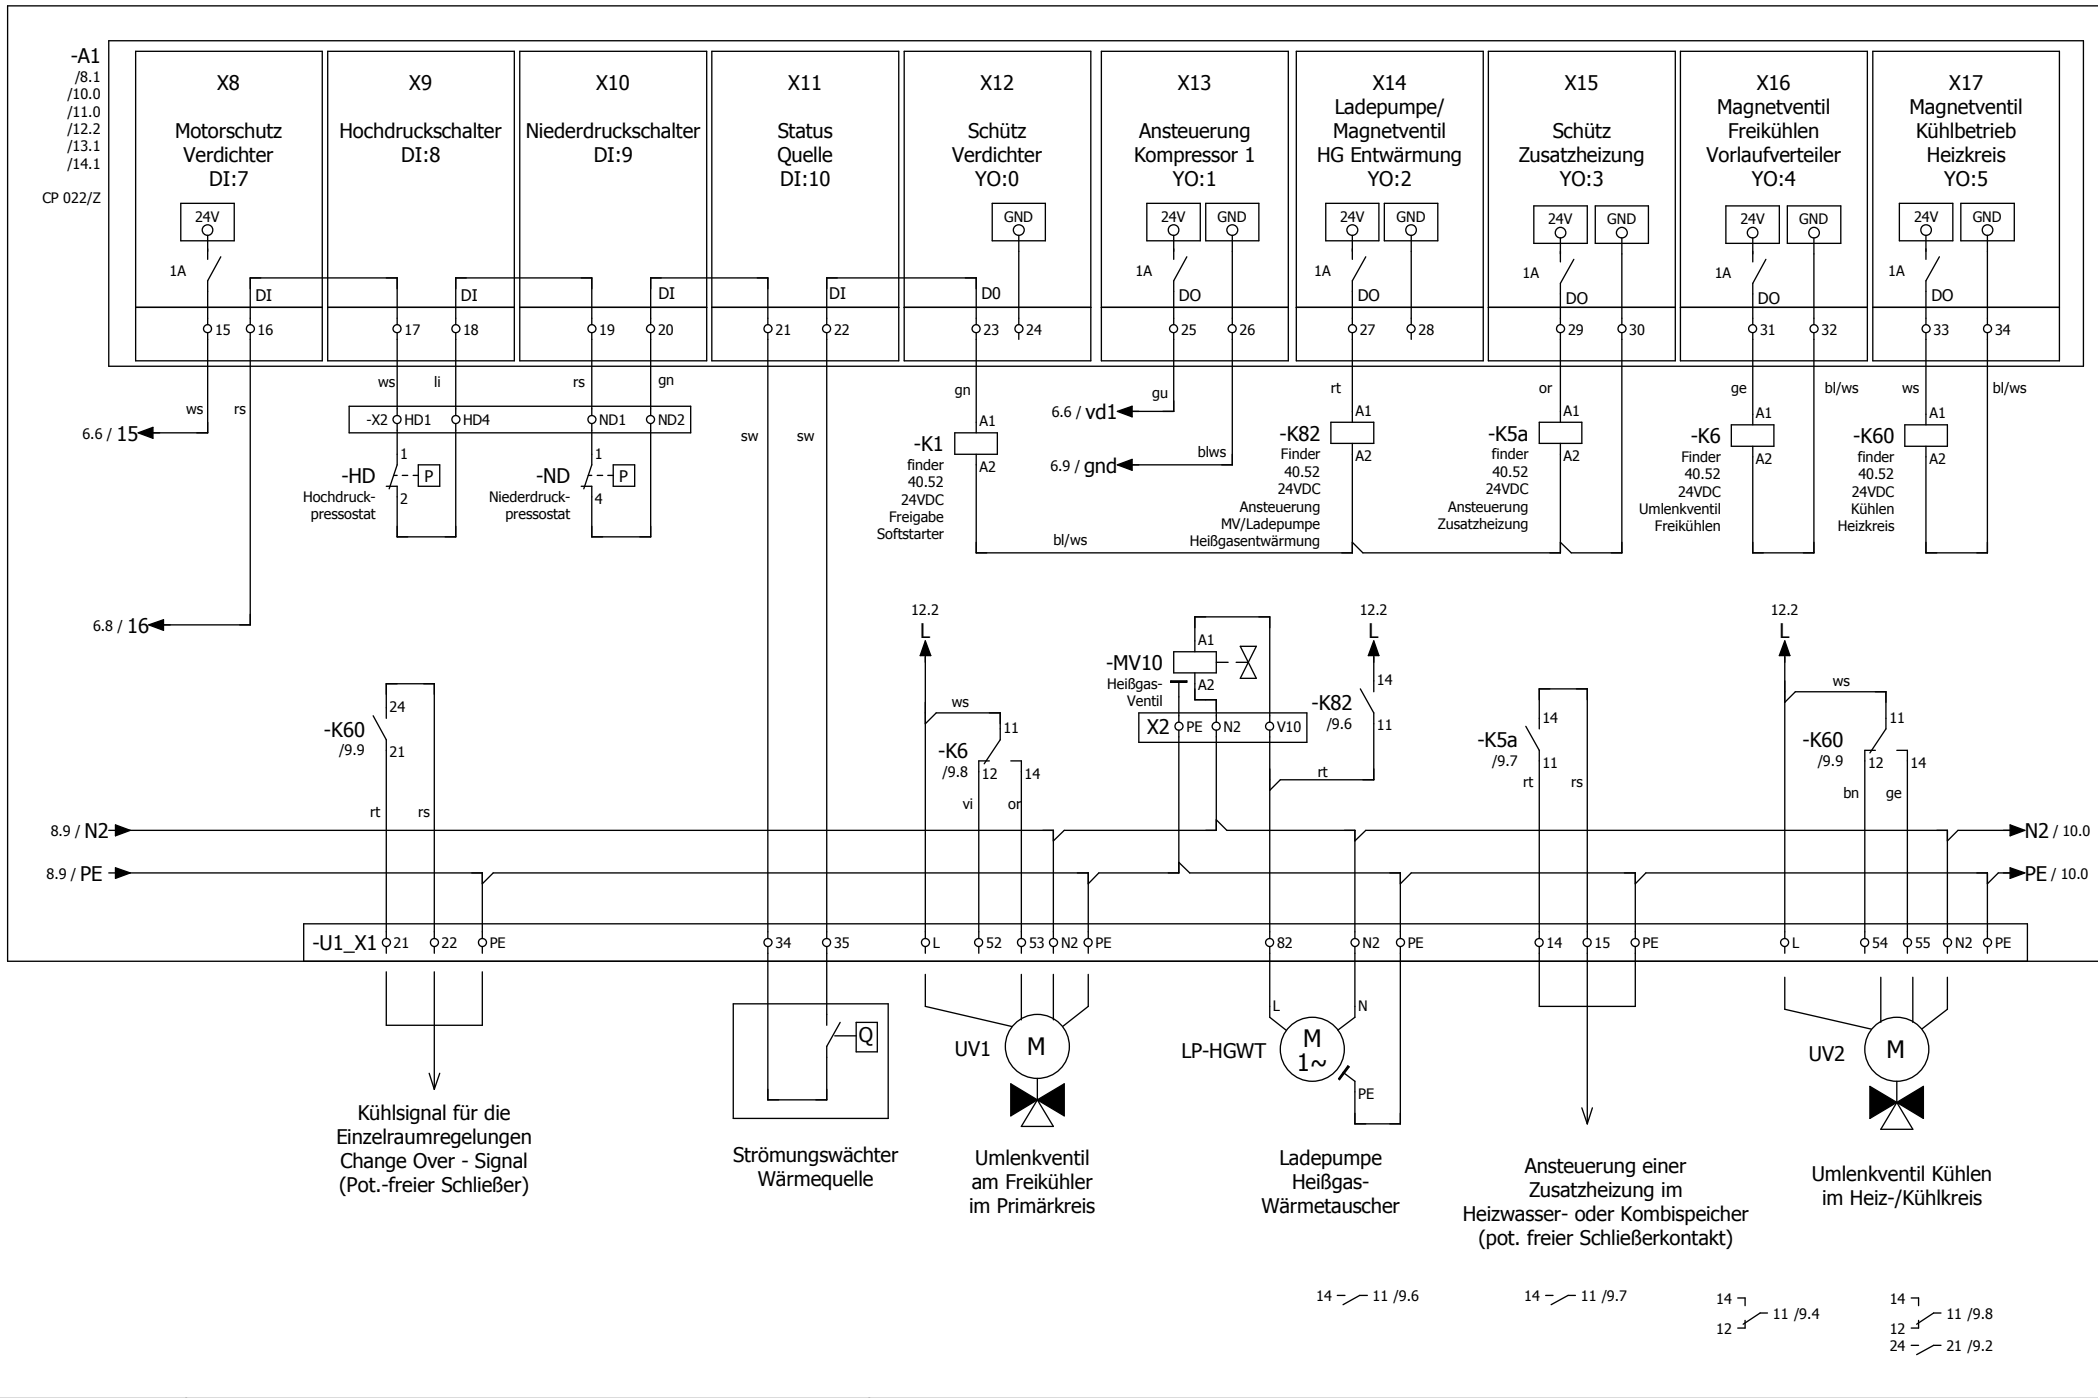 -A1
/8.1
/10.0
/11.0
/12.2
/13.1
/14.1
CP 022/Z
X8
Motorschutz
Verdichter
DI:7
24V
1A
DI
15
16
X9
Hochdruckschalter
DI:8
DI
17
18
X10
Niederdruckschalter
DI:9
DI
19
20
X11
Status
Quelle
DI:10
DI
21
22
X12
Schütz
Verdichter
YO:0
GND
D0
23
24
X13
Ansteuerung
Kompressor 1
YO:1
24V
GND
1A
DO
25
26
X14
Ladepumpe/
Magnetventil
HG Entwärmung
YO:2
24V
GND
1A
DO
27
28
X15
Schütz
Zusatzheizung
YO:3
24V
GND
1A
DO
29
30
X16
Magnetventil
Freikühlen
Vorlaufverteiler
YO:4
24V
GND
1A
DO
31
32
X17
Magnetventil
Kühlbetrieb
Heizkreis
YO:5
24V
GND
1A
DO
33
34
ws
rs
6.6 / 15
6.8 / 16
ws
li
rs
gn
-X2
HD1
HD4
ND1
ND2
-HD
Hochdruck-
pressostat
1
2
P
-ND
Niederdruck-
pressostat
1
4
P
sw
sw
gn
A1
A2
-K1
finder
40.52
24VDC
Freigabe
Softstarter
bl/ws
gu
6.6 / vd1
blws
6.9 / gnd
rt
A1
A2
-K82
Finder
40.52
24VDC
Ansteuerung
MV/Ladepumpe
Heißgasentwärmung
or
A1
A2
-K5a
finder
40.52
24VDC
Ansteuerung
Zusatzheizung
ge
bl/ws
A1
A2
-K6
Finder
40.52
24VDC
Umlenkventil
Freikühlen
ws
bl/ws
A1
A2
-K60
finder
40.52
24VDC
Kühlen
Heizkreis
-K60
/9.9
24
21
rt
rs
12.2
L
ws
11
-K6
/9.8
12
14
vi
or
A1
-MV10
A2
Heißgas-
Ventil
X2
PE
N2
V10
12.2
L
14
-K82
/9.6
11
rt
14
-K5a
/9.7
11
rt
rs
12.2
L
ws
11
-K60
/9.9
12
14
bn
ge
8.9 / N2
N2 / 10.0
8.9 / PE
PE / 10.0
-U1_X1
21
22
PE
34
35
L
52
53
N2
PE
82
N2
PE
14
15
PE
L
54
55
N2
PE
Kühlsignal für die
Einzelraumregelungen
Change Over - Signal
(Pot.-freier Schließer)
Q
Strömungswächter
Wärmequelle
UV1
M
Umlenkventil
am Freikühler
im Primärkreis
L
N
LP-HGWT
M
1~
PE
Ladepumpe
Heißgas-
Wärmetauscher
Ansteuerung einer
Zusatzheizung im
Heizwasser- oder Kombispeicher
(pot. freier Schließerkontakt)
UV2
M
Umlenkventil Kühlen
im Heiz-/Kühlkreis
14
11 /9.6
14
11 /9.7
14
11 /9.4
12
14
11 /9.8
12
24
21 /9.2